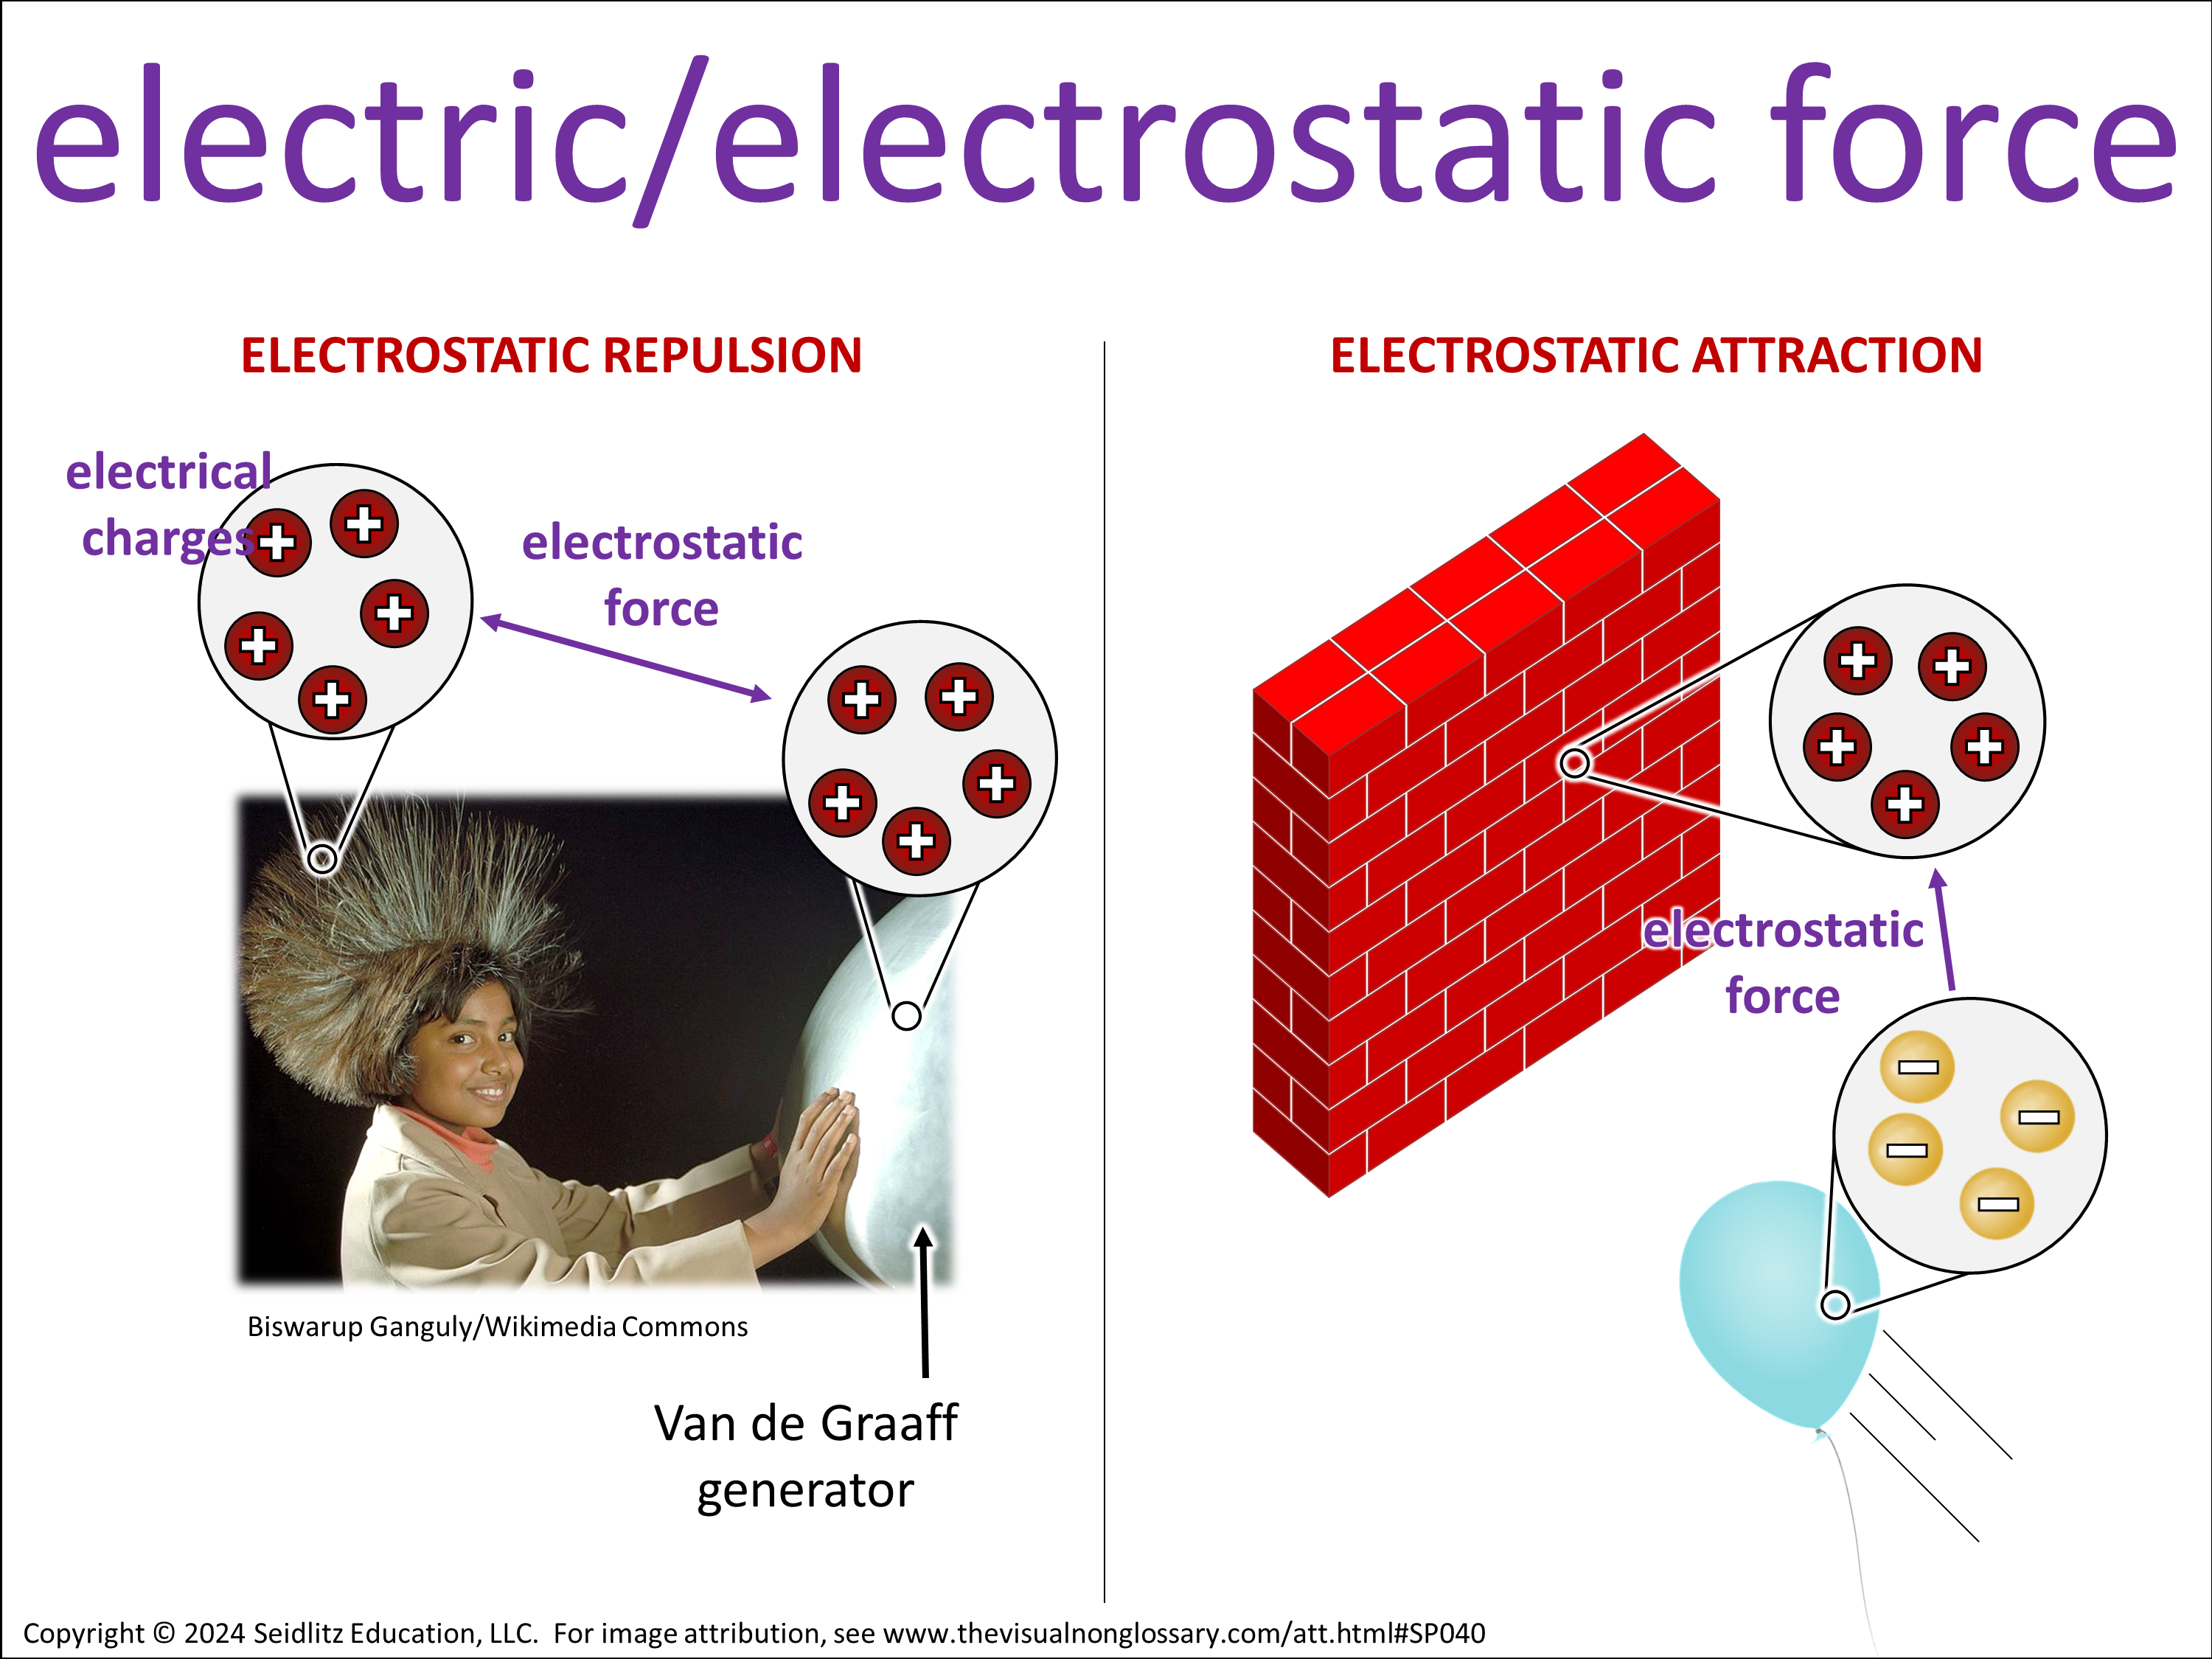 electric/electrostatic force
ELECTROSTATIC REPULSION
electrical
charges
electrostatic
force
Biswarup Ganguly/Wikimedia Commons
Van de Graaff
generator
ELECTROSTATIC ATTRACTION
electrostatic
force
Copyright © 2024 Seidlitz Education, LLC.  For image attribution, see www.thevisualnonglossary.com/att.html#SP040